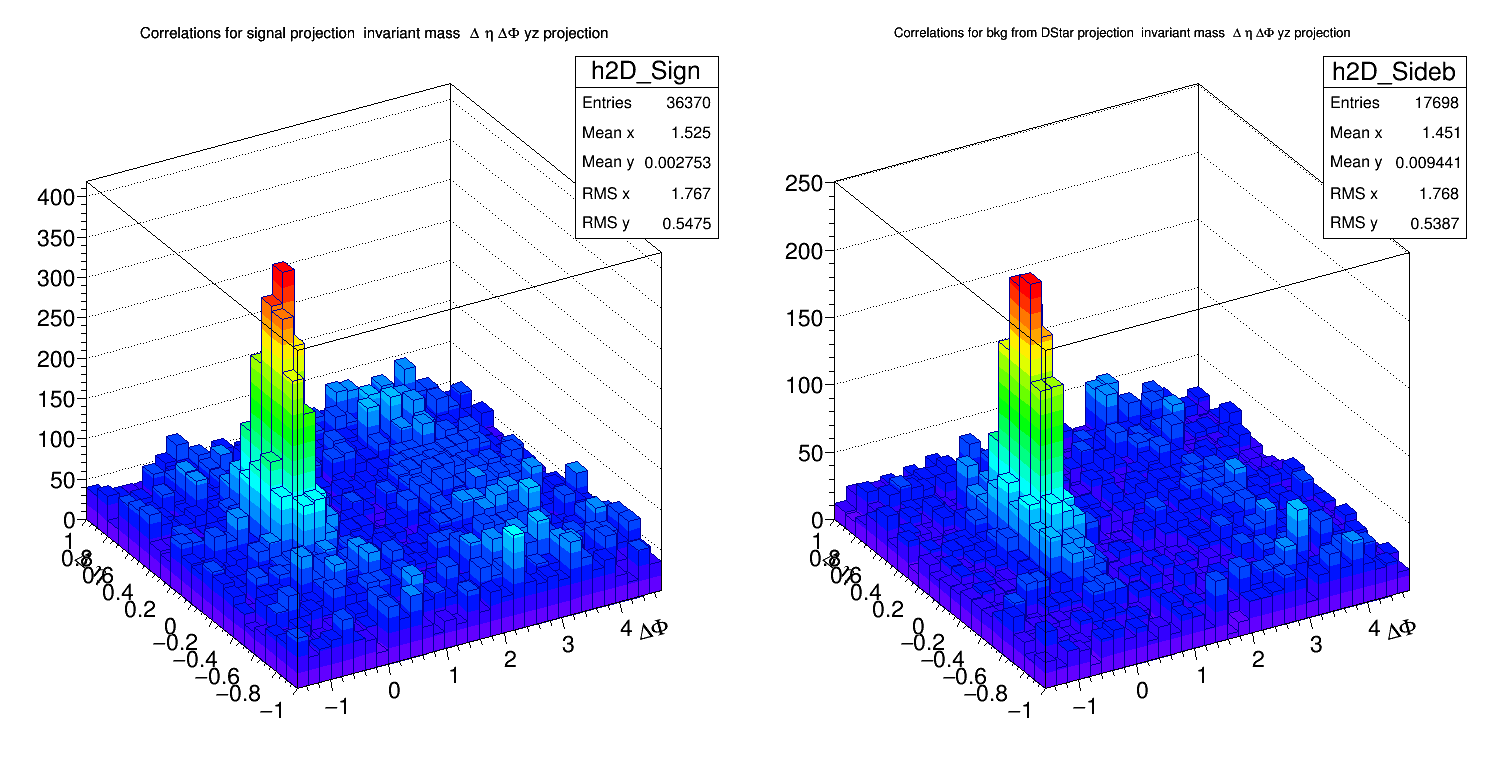 Correlations for signal projection invariant mass Δ η ΔΦ yz projection
h2D_Sign
Entries 36370
Mean x 1.525
Mean y 0.002753
RMS x 1.767
RMS y 0.5475
400
350
300
250
200
150
100
50
0
1
0.8
0.6
0.4
0.2
0
−0.2
−0.4
−0.6
−0.8
−1
Δ η
−1
0
1
2
3
4
ΔΦ
Correlations for bkg from DStar projection invariant mass Δ η ΔΦ yz projection
h2D_Sideb
Entries 17698
Mean x 1.451
Mean y 0.009441
RMS x 1.768
RMS y 0.5387
250
200
150
100
50
0
1
0.8
0.6
0.4
0.2
0
−0.2
−0.4
−0.6
−0.8
−1
Δ η
−1
0
1
2
3
4
ΔΦ